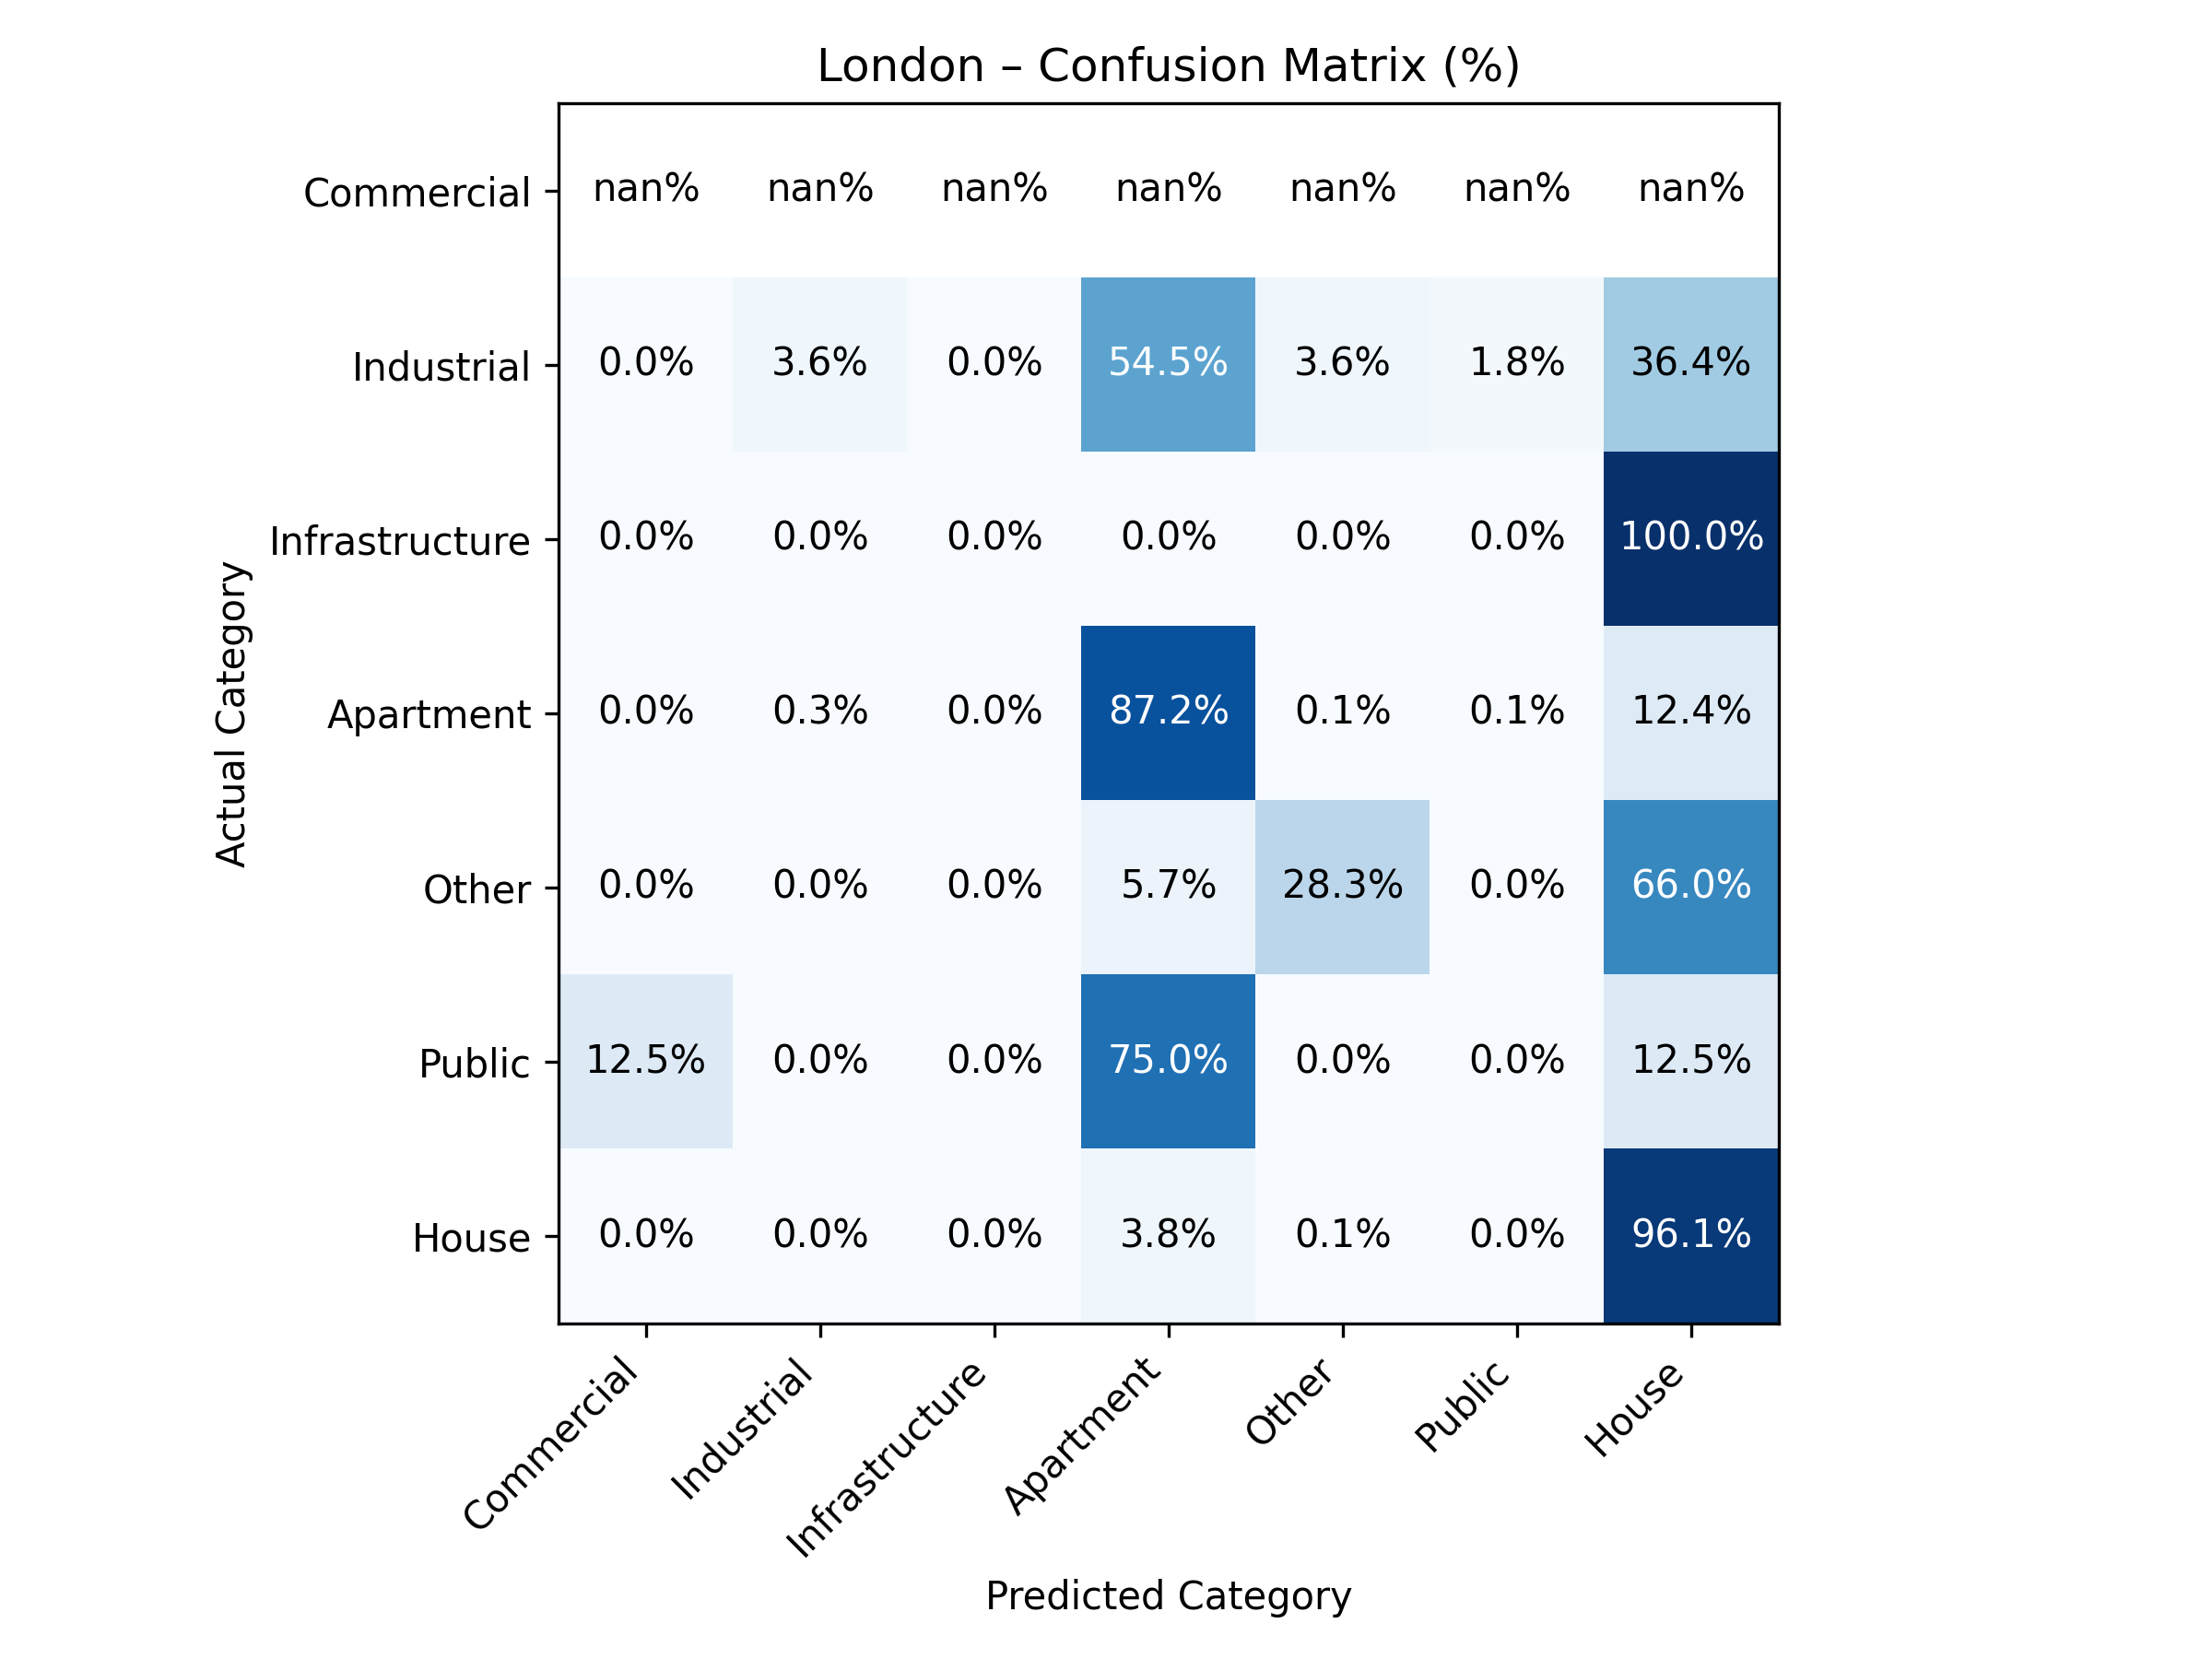 London – Confusion Matrix (%)
Commercial nan% nan% nan% nan% nan% nan% nan%
Industrial 0.0% 3.6% 0.0% 54.5% 3.6% 1.8% 36.4%
Infrastructure 0.0% 0.0% 0.0% 0.0% 0.0% 0.0% 100.0%
Apartment 0.0% 0.3% 0.0% 87.2% 0.1% 0.1% 12.4%
Other 0.0% 0.0% 0.0% 5.7% 28.3% 0.0% 66.0%
Public 12.5% 0.0% 0.0% 75.0% 0.0% 0.0% 12.5%
House 0.0% 0.0% 0.0% 3.8% 0.1% 0.0% 96.1%
Actual Category
Commercial Industrial Infrastructure Apartment Other Public House
Predicted Category